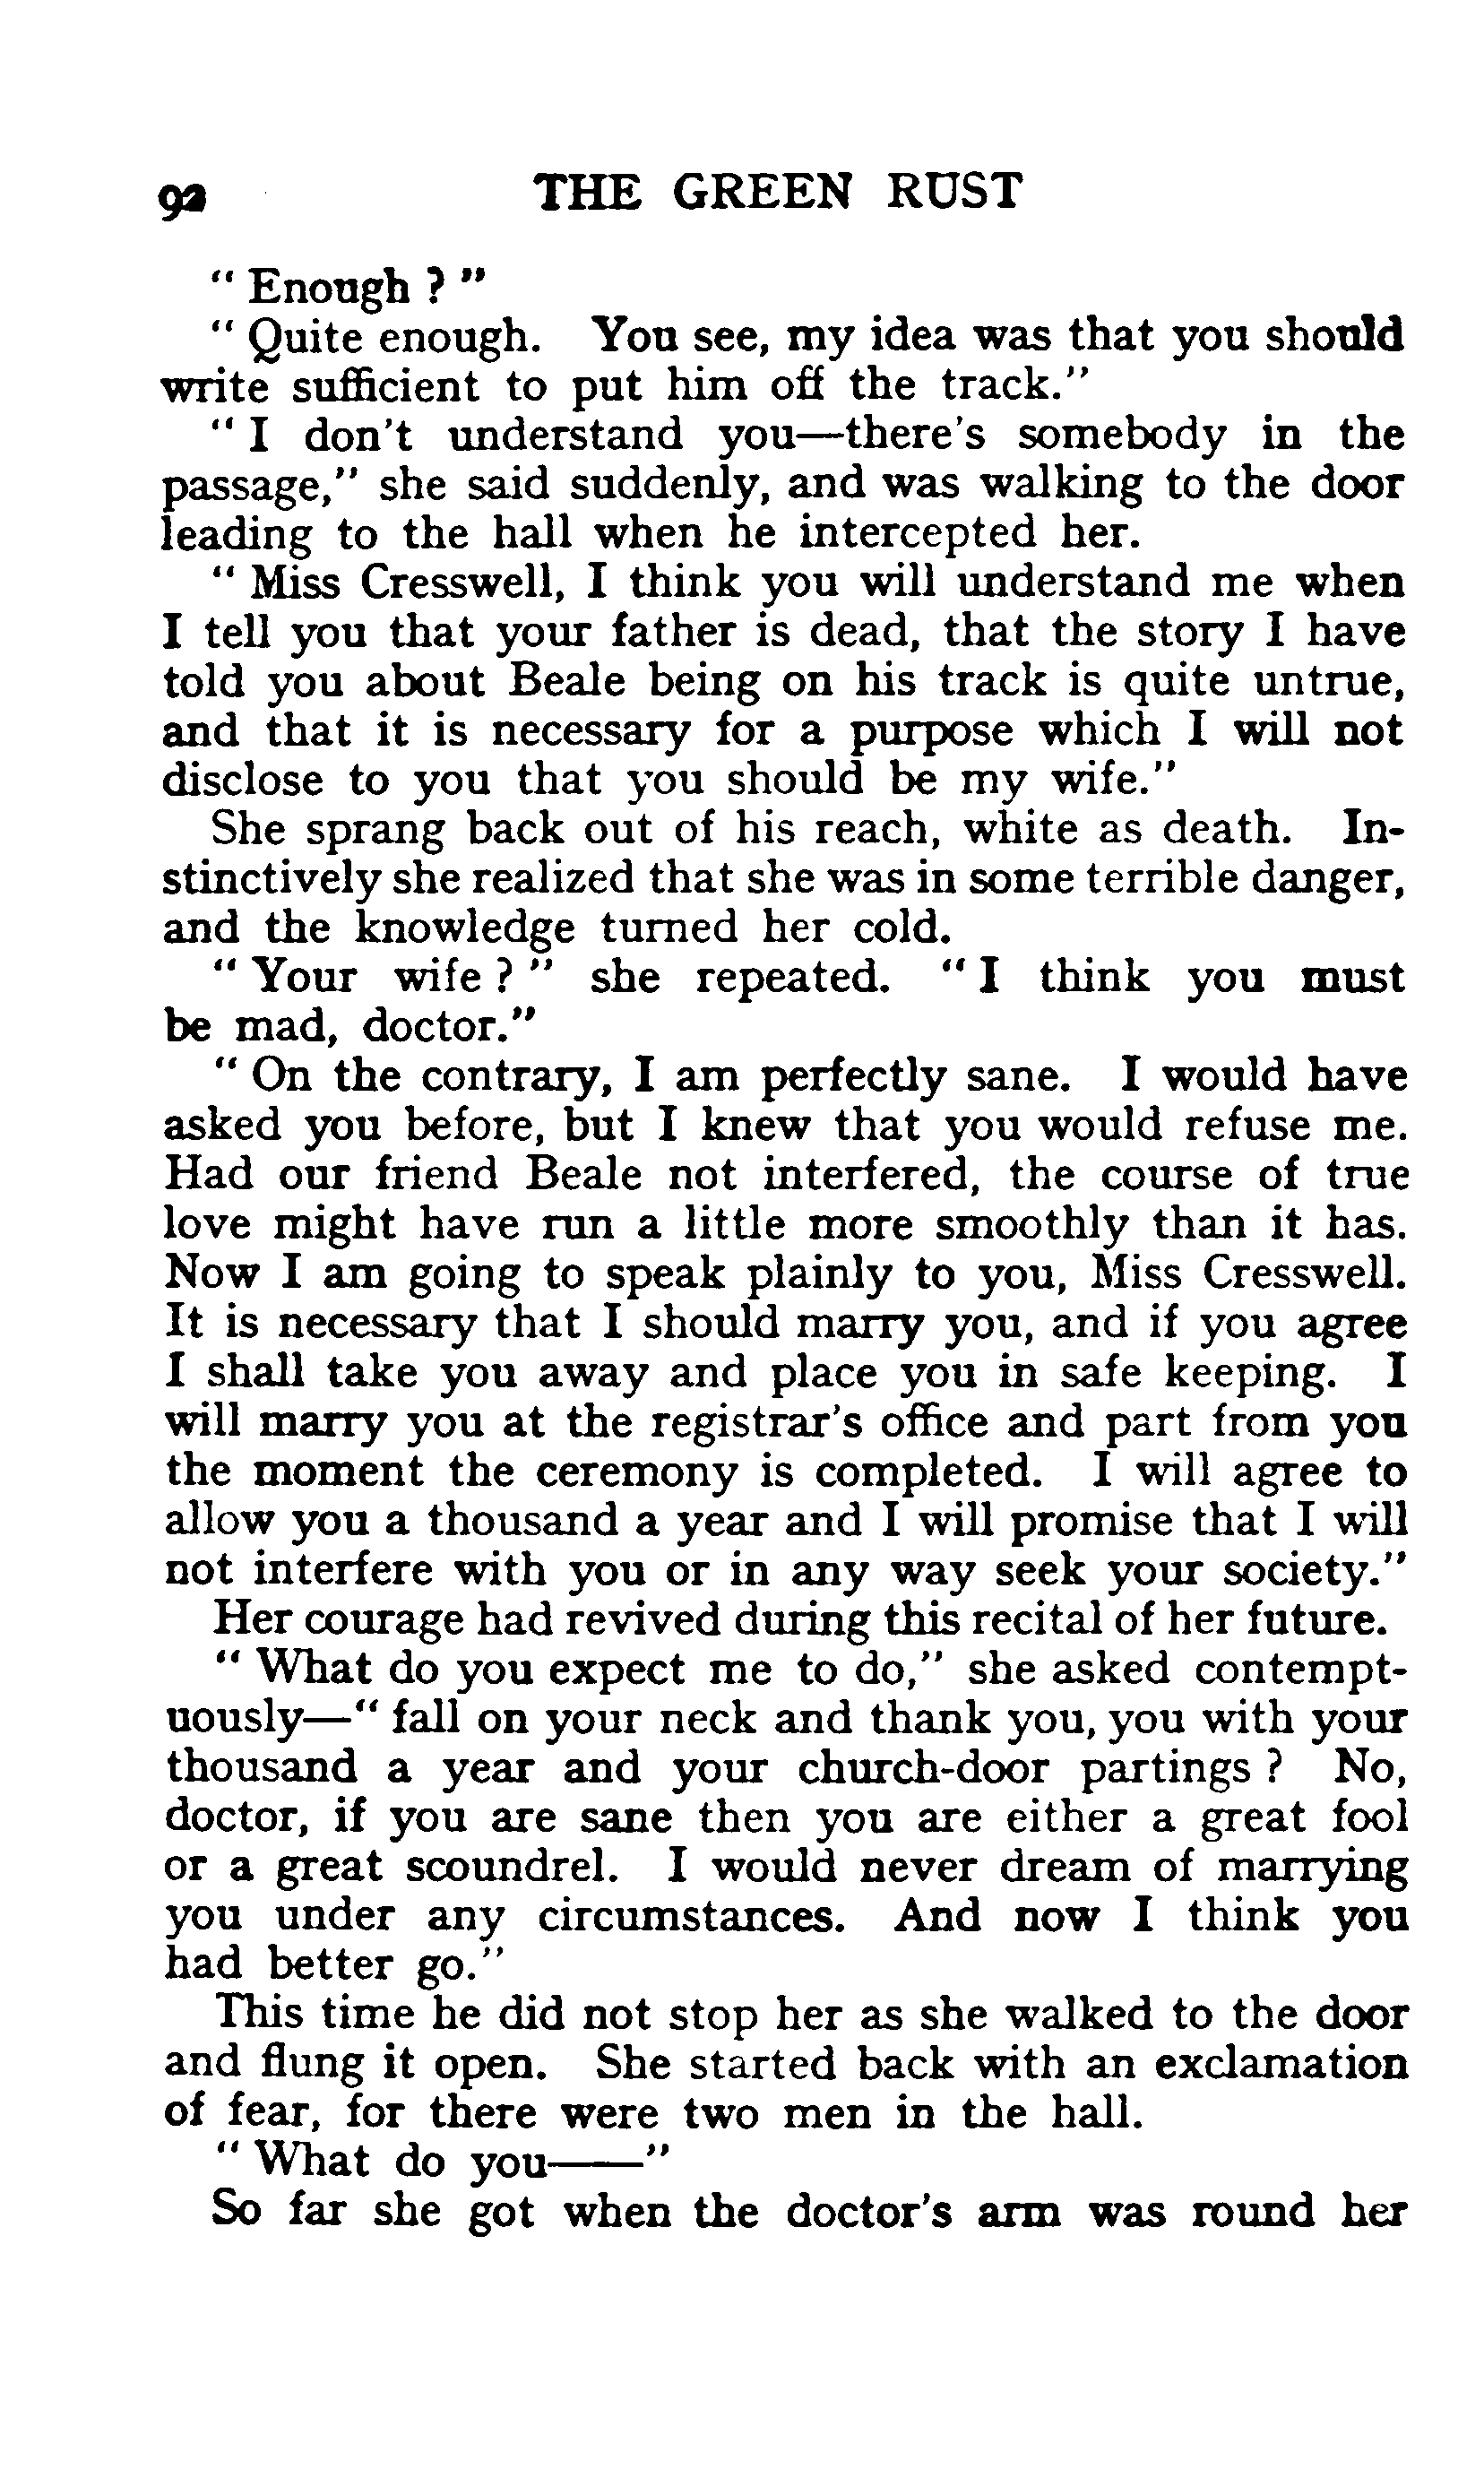 92 THE GREEN RUST
" Enough ? "
" Quite enough. You see, my idea was that you should
write sufficient to put him off the track."
" I don't understand you—there's somebody in the
passage," she said suddenly, and was walking to the door
leading to the hall when he intercepted her.
" Miss Cresswell, I think you will understand me when
I tell you that your father is dead, that the story I have
told you about Beale being on his track is quite untrue,
and that it is necessary for a purpose which I will not
disclose to you that you should be my wife."
She sprang back out of his reach, white as death. In-
stinctively she realized that she was in some terrible danger,
and the knowledge turned her cold.
" Your wife ? " she repeated. " I think you must
be mad, doctor."
" On the contrary, I am perfectly sane. I would have
asked you before, but I knew that you would refuse me.
Had our friend Beale not interfered, the course of true
love might have run a little more smoothly than it has.
Now I am going to speak plainly to you, Miss Cresswell.
It is necessary that I should marry you, and if you agree
I shall take you away and place you in safe keeping. I
will marry you at the registrar's office and part from you
the moment the ceremony is completed. I will agree to
allow you a thousand a year and I will promise that I will
not interfere with you or in any way seek your society."
Her courage had revived during this recital of her future.
" What do you expect me to do," she asked contempt-
uously—" fall on your neck and thank you, you with your
thousand a year and your church-door partings ? No,
doctor, if you are sane then you are either a great fool
or a great scoundrel. I would never dream of marrying
you under any circumstances. And now I think you
had better go."
This time he did not stop her as she walked to the door
and flung it open. She started back with an exclamation
of fear, for there were two men in the hall.
" What do you——"
So far she got when the doctor's arm was round her